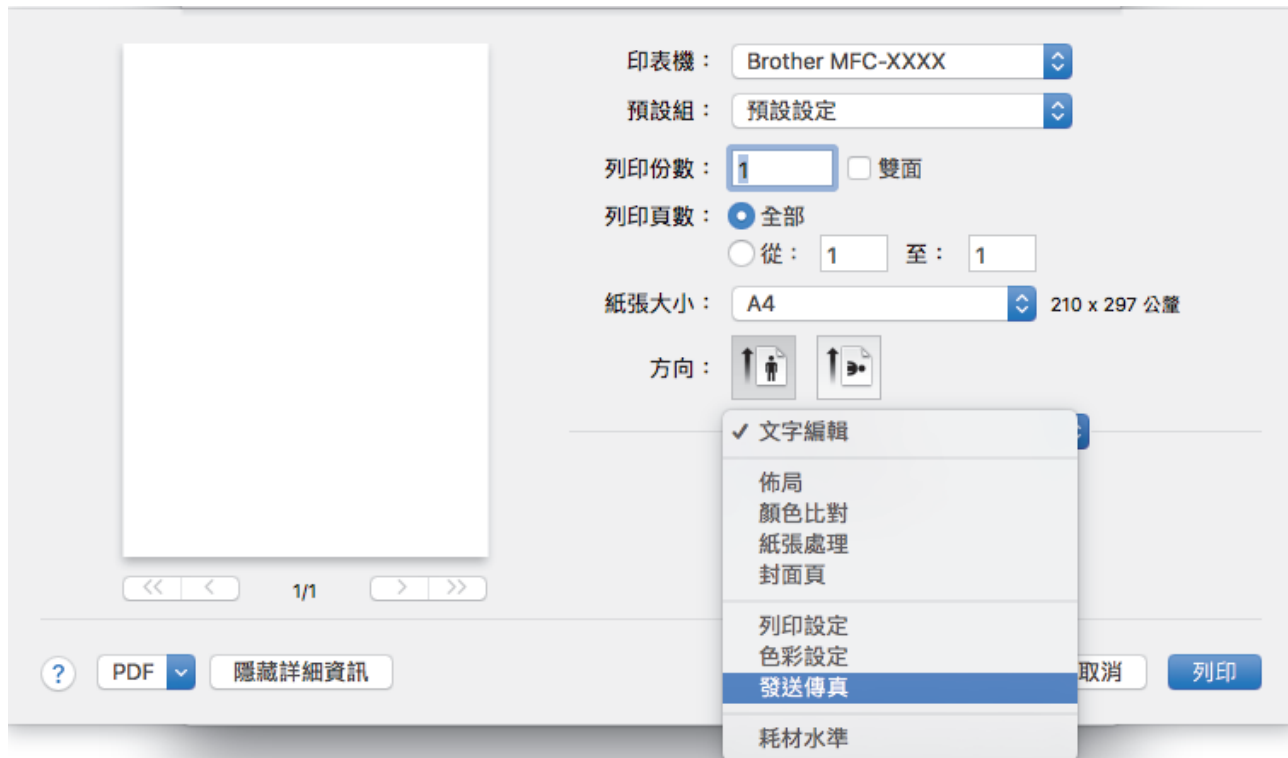 印表機： Brother MFC-XXXX
預設組： 預設設定
列印份數： 1 雙面
列印頁數： 全部
從： 1 至： 1
紙張大小： A4 210 x 297 公釐
方向：
✓ 文字編輯
佈局
顏色比對
紙張處理
封面頁
1/1
列印設定
色彩設定
發送傳真
耗材水準
? PDF 隱藏詳細資訊 取消 列印